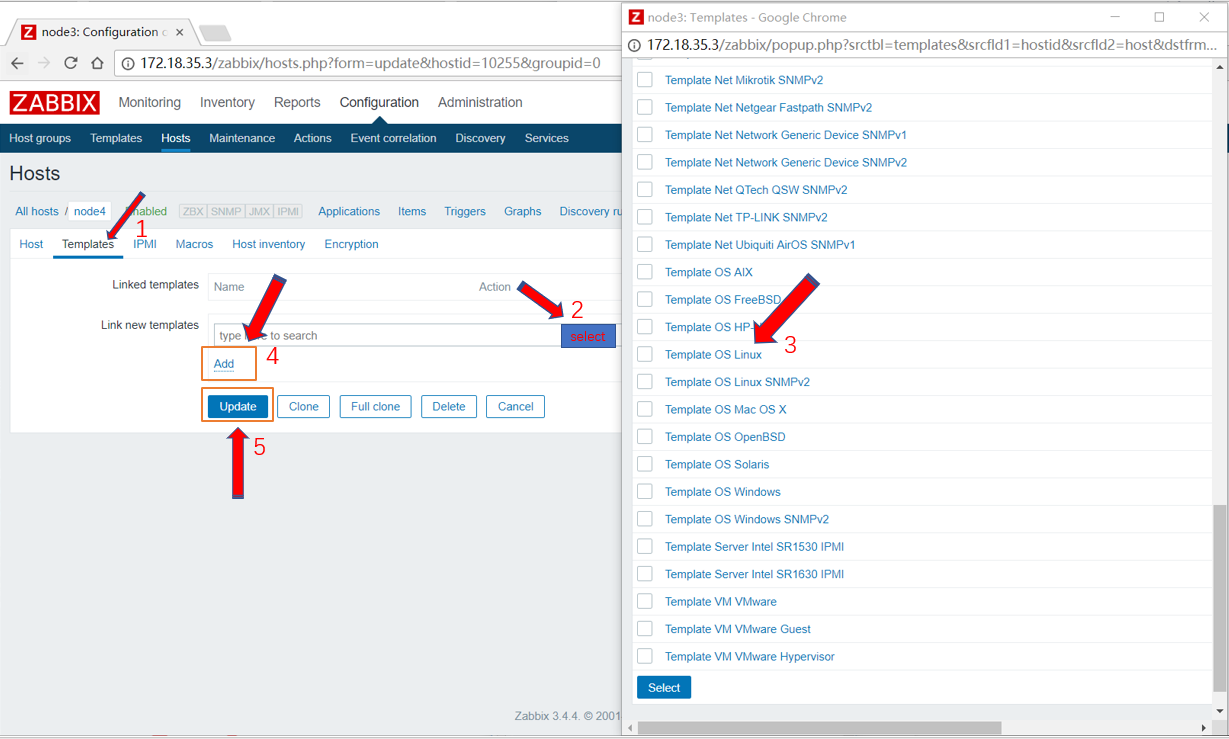 node3: Configuration o
172.18.35.3/zabbix/hosts.php?form=update&hostid=10255&groupid=0
ZABBIX Monitoring Inventory Reports Configuration Administration
Host groups Templates Hosts Maintenance Actions Event correlation Discovery Services
Hosts
All hosts / node4 Enabled ZBX SNMP JMX IPMI Applications Items Triggers Graphs Discovery ru
1
Host Templates IPMI Macros Host inventory Encryption
Linked templates Name Action
2
Link new templates type here to search select
Add
4
Update Clone Full clone Delete Cancel
5
Zabbix 3.4.4. © 2001
node3: Templates - Google Chrome
172.18.35.3/zabbix/popup.php?srctbl=templates&srcfld1=hostid&srcfld2=host&dstfrm...
Template Net Mikrotik SNMPv2
Template Net Netgear Fastpath SNMPv2
Template Net Network Generic Device SNMPv1
Template Net Network Generic Device SNMPv2
Template Net QTech QSW SNMPv2
Template Net TP-LINK SNMPv2
Template Net Ubiquiti AirOS SNMPv1
Template OS AIX
Template OS FreeBSD
Template OS HP-
3
Template OS Linux
Template OS Linux SNMPv2
Template OS Mac OS X
Template OS OpenBSD
Template OS Solaris
Template OS Windows
Template OS Windows SNMPv2
Template Server Intel SR1530 IPMI
Template Server Intel SR1630 IPMI
Template VM VMware
Template VM VMware Guest
Template VM VMware Hypervisor
Select